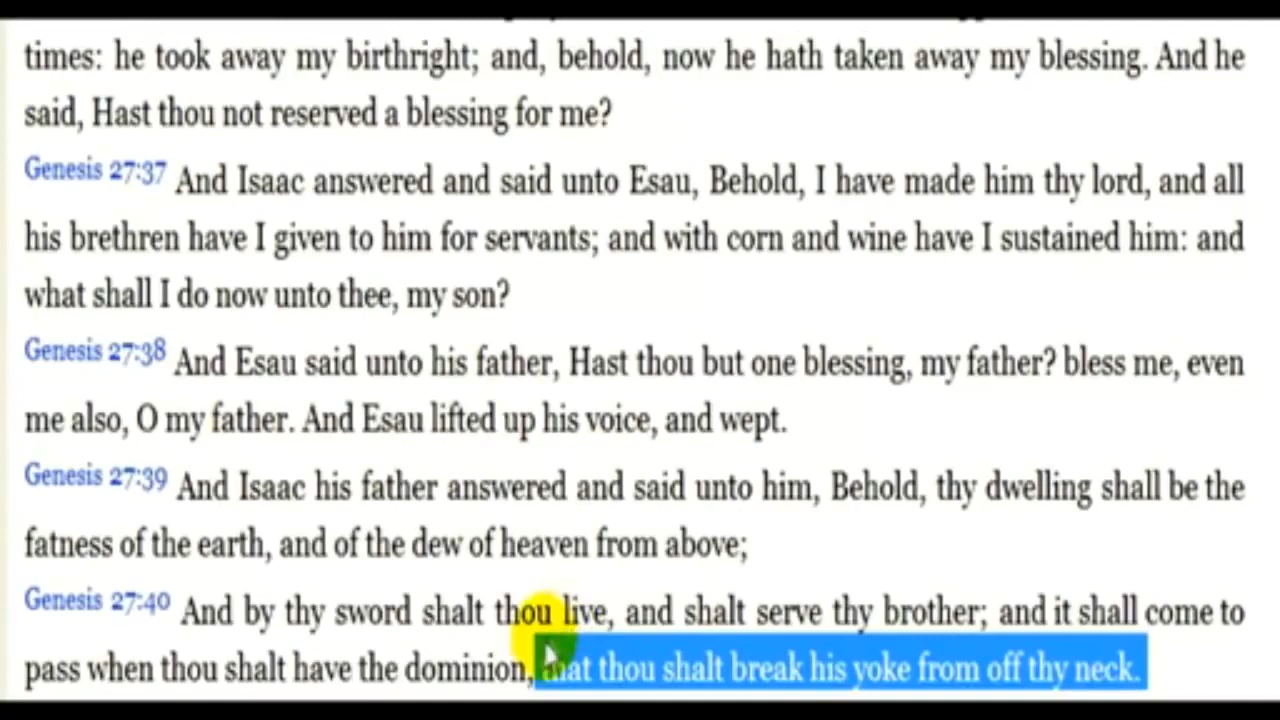 times: he took away my birthright; and, behold, now he hath taken away my blessing. And he
said, Hast thou not reserved a blessing for me?
Genesis 27:37 And Isaac answered and said unto Esau, Behold, I have made him thy lord, and all
his brethren have I given to him for servants; and with corn and wine have I sustained him: and
what shall I do now unto thee, my son?
Genesis 27:38 And Esau said unto his father, Hast thou but one blessing, my father? bless me, even
me also, O my father. And Esau lifted up his voice, and wept.
Genesis 27:39 And Isaac his father answered and said unto him, Behold, thy dwelling shall be the
fatness of the earth, and of the dew of heaven from above;
Genesis 27:40 And by thy sword shalt thou live, and shalt serve thy brother; and it shall come to
pass when thou shalt have the dominion, that thou shalt break his yoke from off thy neck.